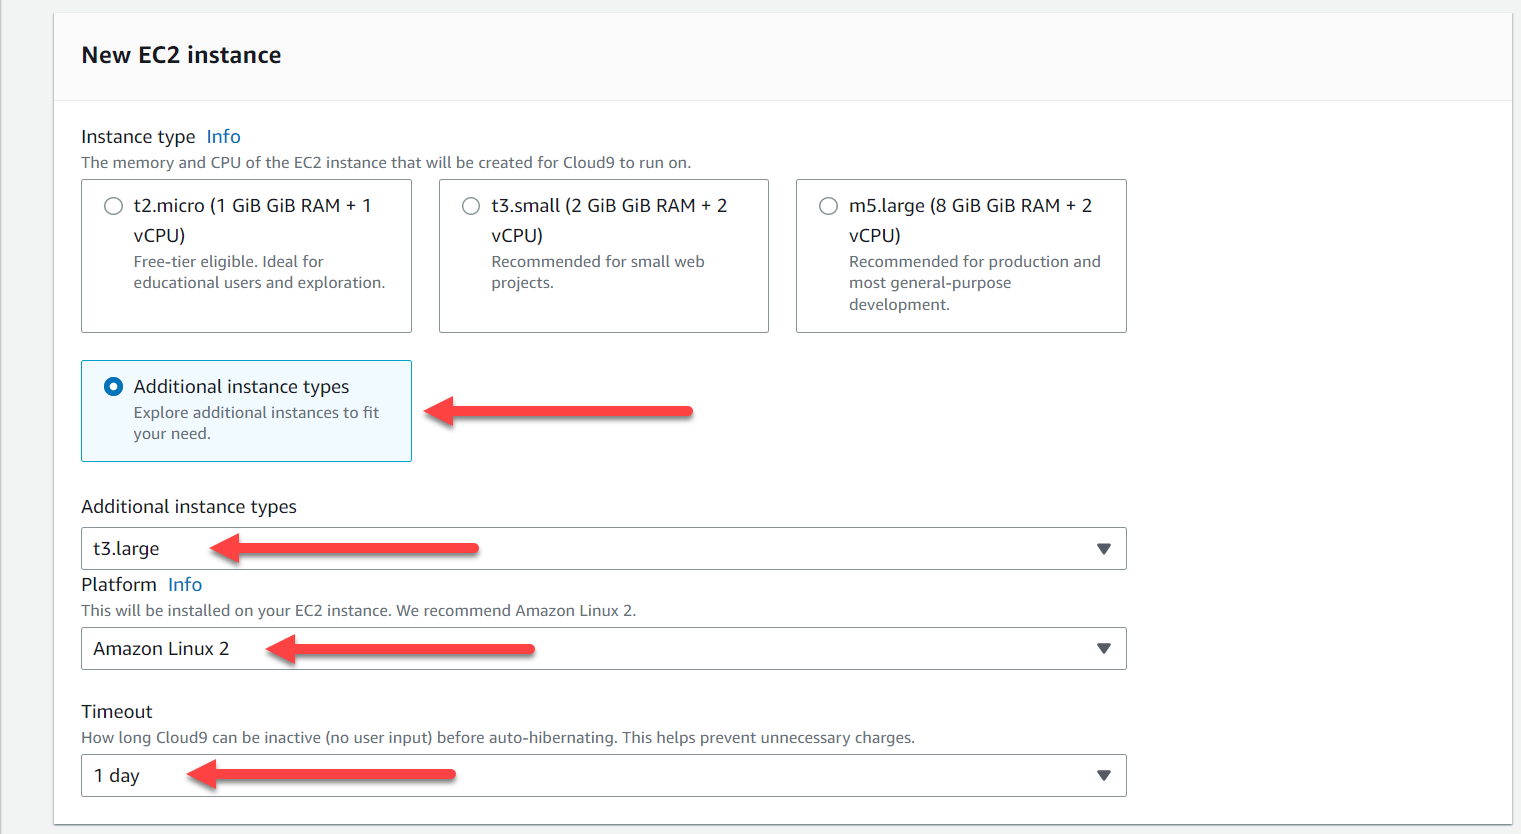 New EC2 instance
Instance type Info
The memory and CPU of the EC2 instance that will be created for Cloud9 to run on.
t2.micro (1 GiB GiB RAM + 1
vCPU)
Free-tier eligible. Ideal for
educational users and exploration.
t3.small (2 GiB GiB RAM + 2
vCPU)
Recommended for small web
projects.
m5.large (8 GiB GiB RAM + 2
vCPU)
Recommended for production and
most general-purpose
development.
Additional instance types
Explore additional instances to fit
your need.
Additional instance types
t3.large
Platform Info
This will be installed on your EC2 instance. We recommend Amazon Linux 2.
Amazon Linux 2
Timeout
How long Cloud9 can be inactive (no user input) before auto-hibernating. This helps prevent unnecessary charges.
1 day